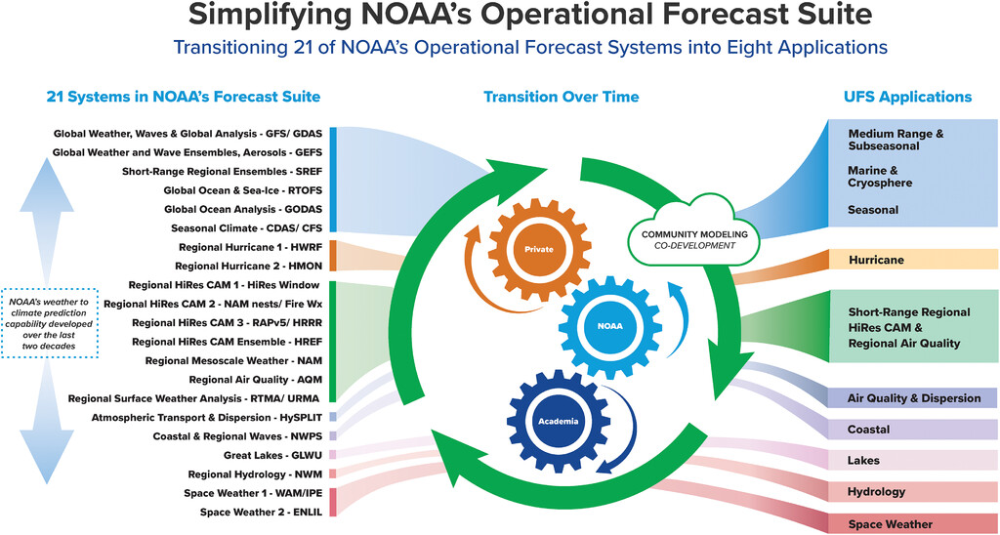 Simplifying NOAA's Operational Forecast Suite
Transitioning 21 of NOAA's Operational Forecast Systems into Eight Applications
21 Systems in NOAA's Forecast Suite
Global Weather, Waves & Global Analysis - GFS/ GDAS
Global Weather and Wave Ensembles, Aerosols - GEFS
Short-Range Regional Ensembles - SREF
Global Ocean & Sea-Ice - RTOFS
Global Ocean Analysis - GODAS
Seasonal Climate - CDAS/ CFS
Regional Hurricane 1 - HWRF
Regional Hurricane 2 - HMON
Regional HiRes CAM 1 - HiRes Window
Regional HiRes CAM 2 - NAM nests/ Fire Wx
Regional HiRes CAM 3 - RAPv5/ HRRR
Regional HiRes CAM Ensemble - HREF
Regional Mesoscale Weather - NAM
Regional Air Quality - AQM
Regional Surface Weather Analysis - RTMA/ URMA
Atmospheric Transport & Dispersion - HySPLIT
Coastal & Regional Waves - NWPS
Great Lakes - GLWU
Regional Hydrology - NWM
Space Weather 1 - WAM/IPE
Space Weather 2 - ENLIL
NOAA's weather to
climate prediction
capability developed
over the last
two decades
Transition Over Time
COMMUNITY MODELING
CO-DEVELOPMENT
Private
NOAA
Academia
UFS Applications
Medium Range &
Subseasonal
Marine &
Cryosphere
Seasonal
Hurricane
Short-Range Regional
HiRes CAM &
Regional Air Quality
Air Quality & Dispersion
Coastal
Lakes
Hydrology
Space Weather